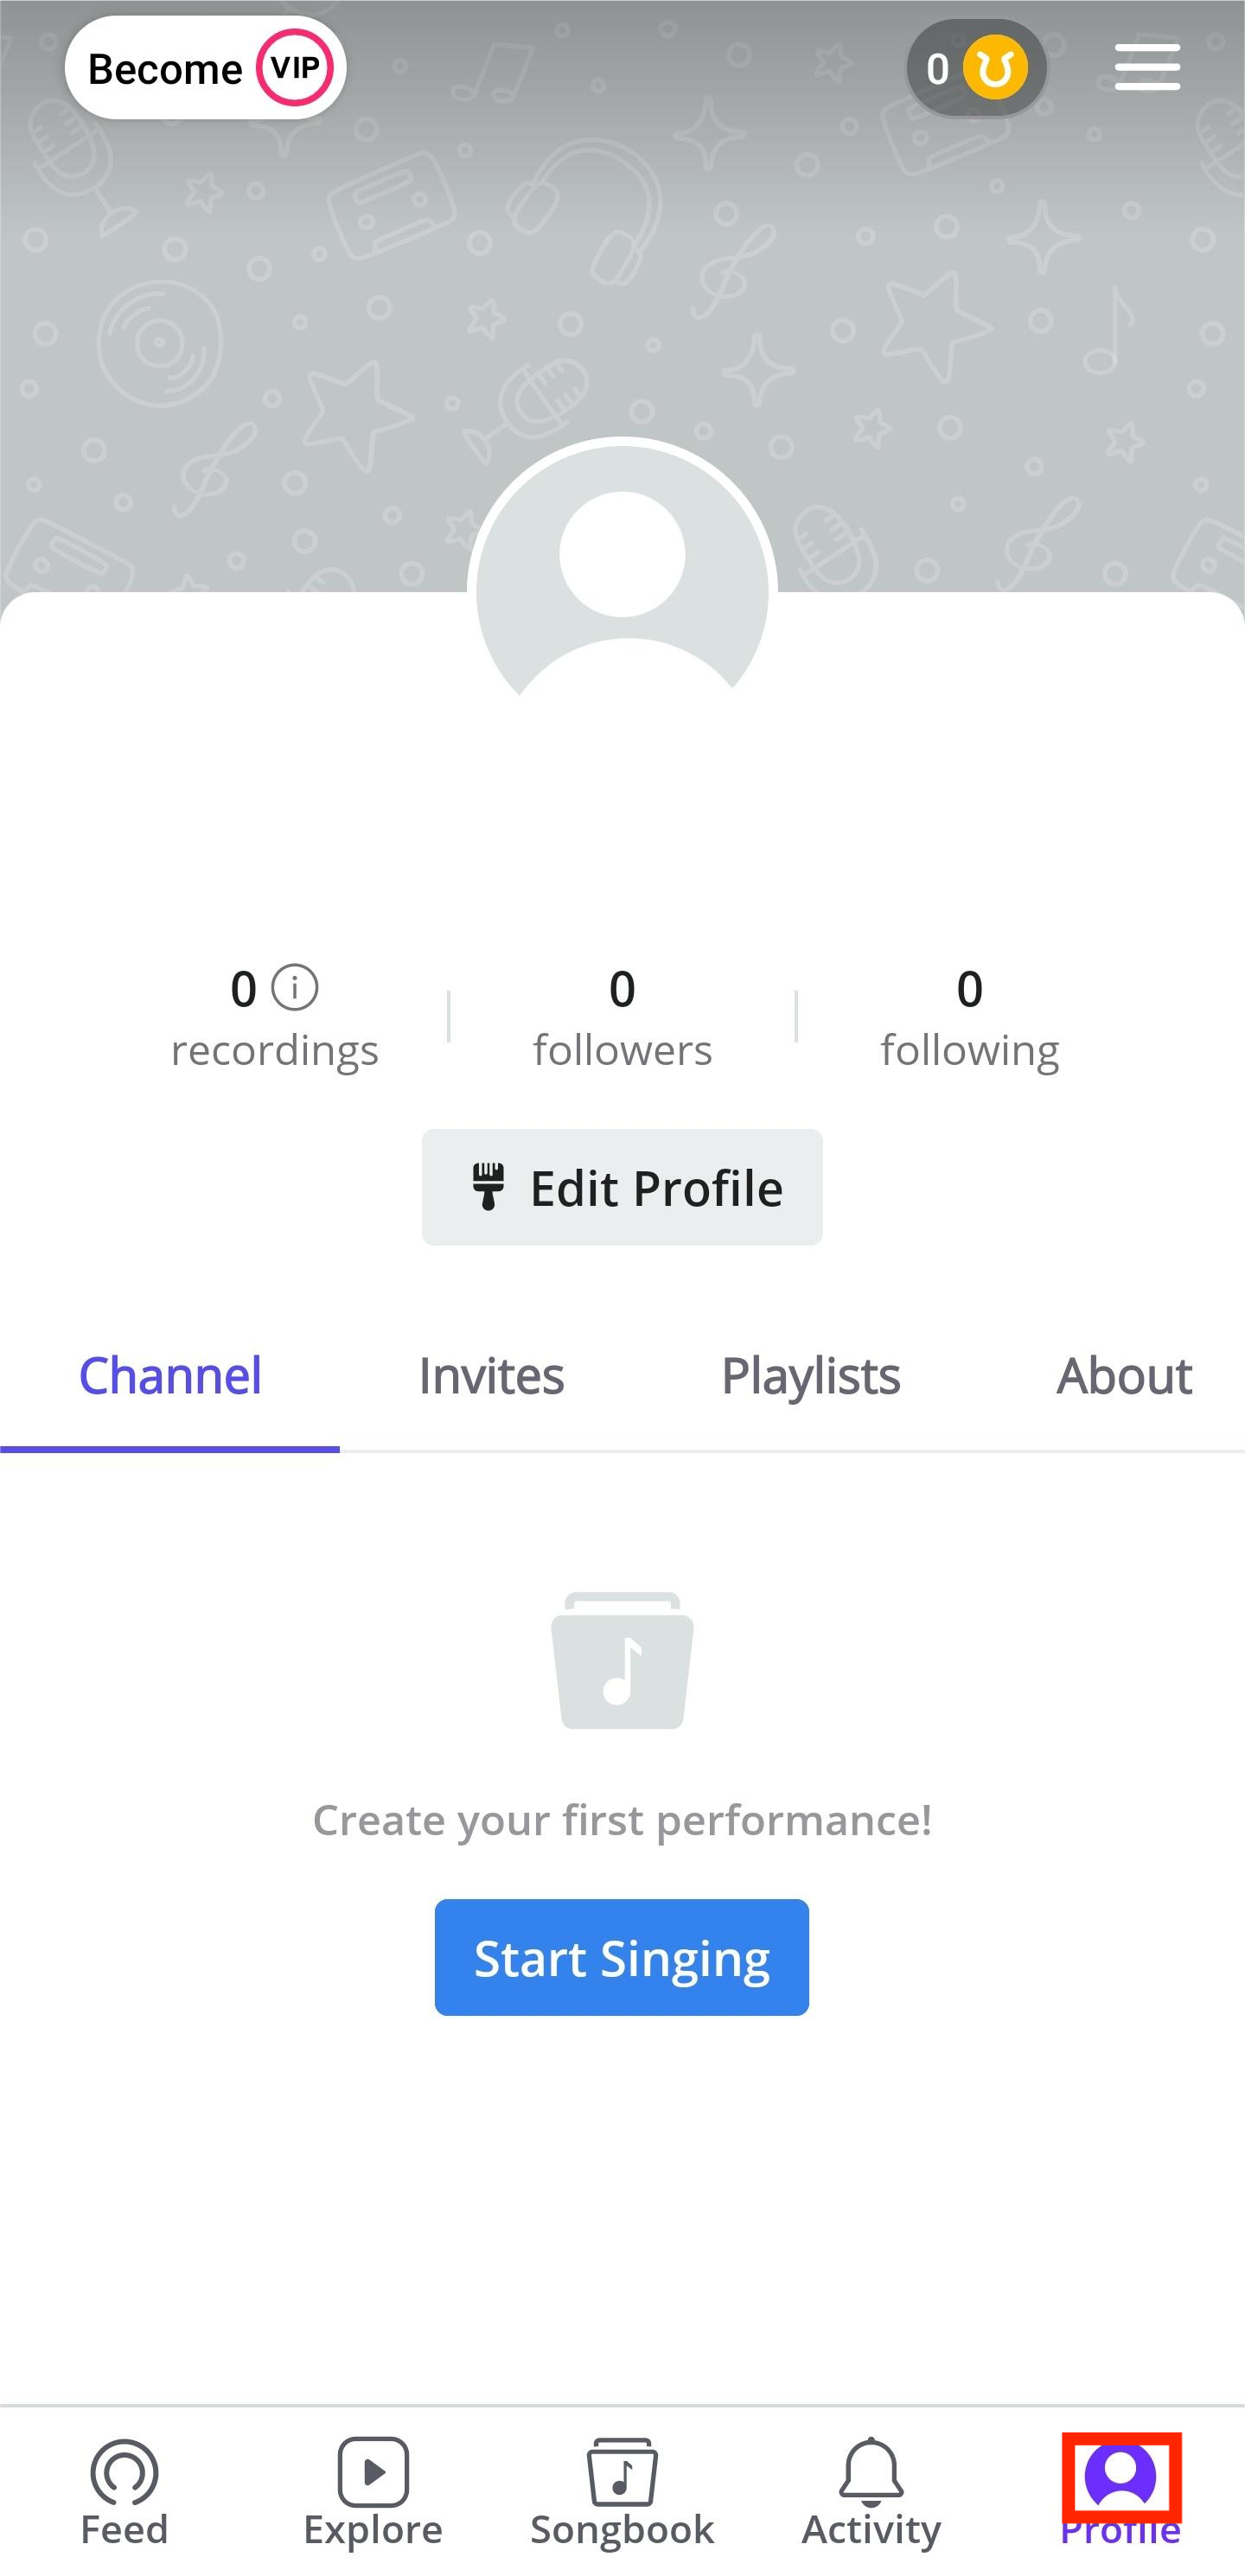 Become VIP
0
0
recordings
0
followers
0
following
Edit Profile
Channel
Invites
Playlists
About
Create your first performance!
Start Singing
Feed
Explore
Songbook
Activity
Profile